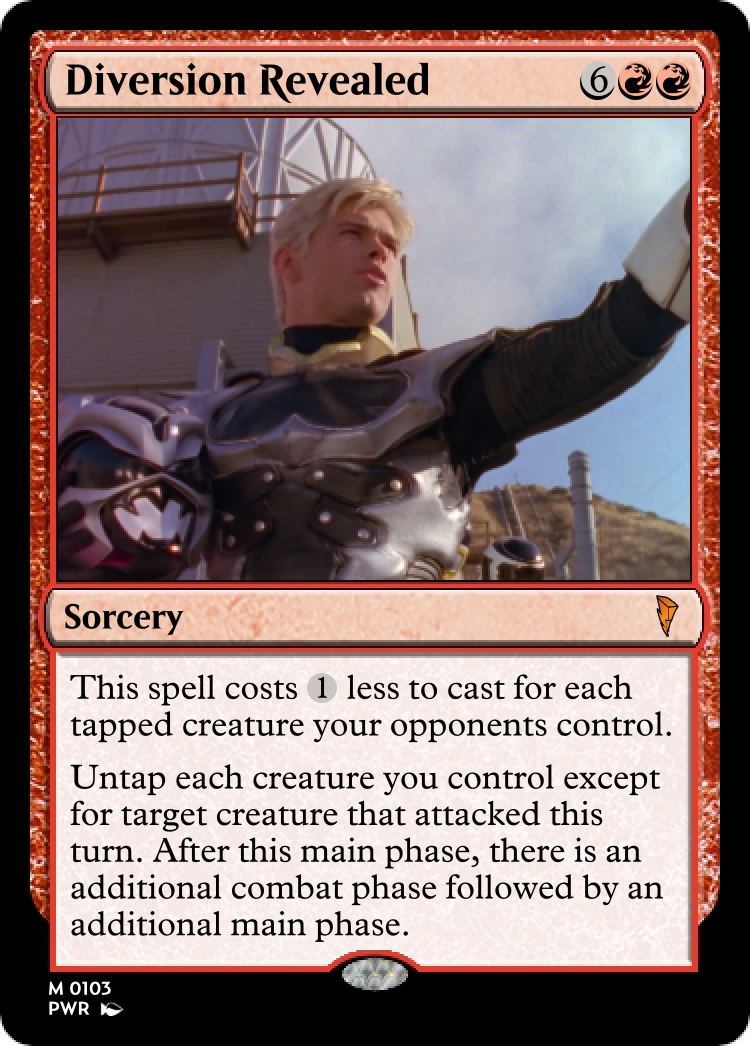 Diversion Revealed 6
Sorcery
This spell costs 1 less to cast for each
tapped creature your opponents control.
Untap each creature you control except
for target creature that attacked this
turn. After this main phase, there is an
additional combat phase followed by an
additional main phase.
M 0103
PWR